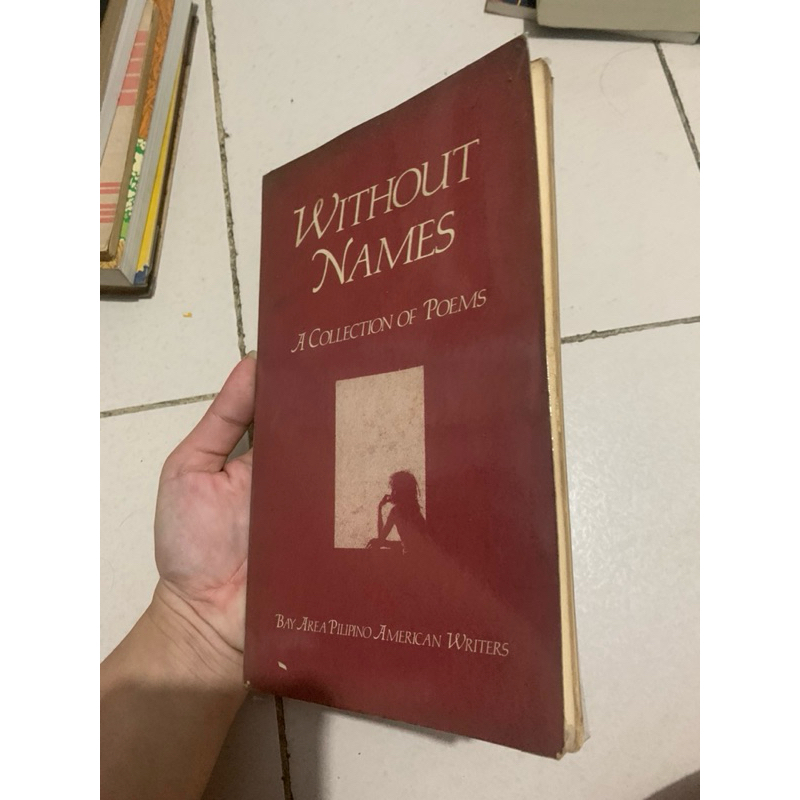 WITHOUT
NAMES
A COLLECTION OF POEMS
BAY AREA PILIPINO AMERICAN WRITERS